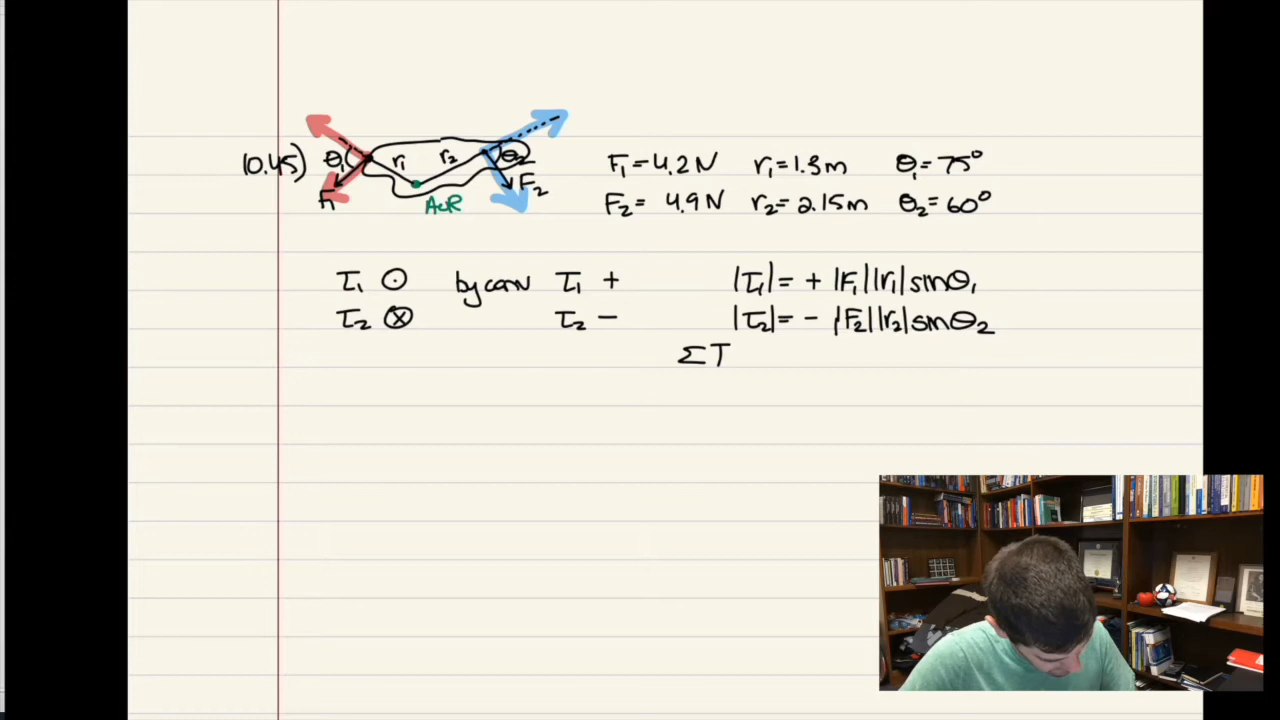 10.45)
θ₁ r₁ r₂ θ₂
F₁ F₂
AoR
F₁ = 4.2 N r₁ = 1.3 m θ₁ = 75°
F₂ = 4.9 N r₂ = 2.15 m θ₂ = 60°
τ₁ ⊙ by conv τ₁ + |τ₁| = + |F₁||r₁| sin θ₁
τ₂ ⊗ τ₂ − |τ₂| = − |F₂||r₂| sin θ₂
Στ